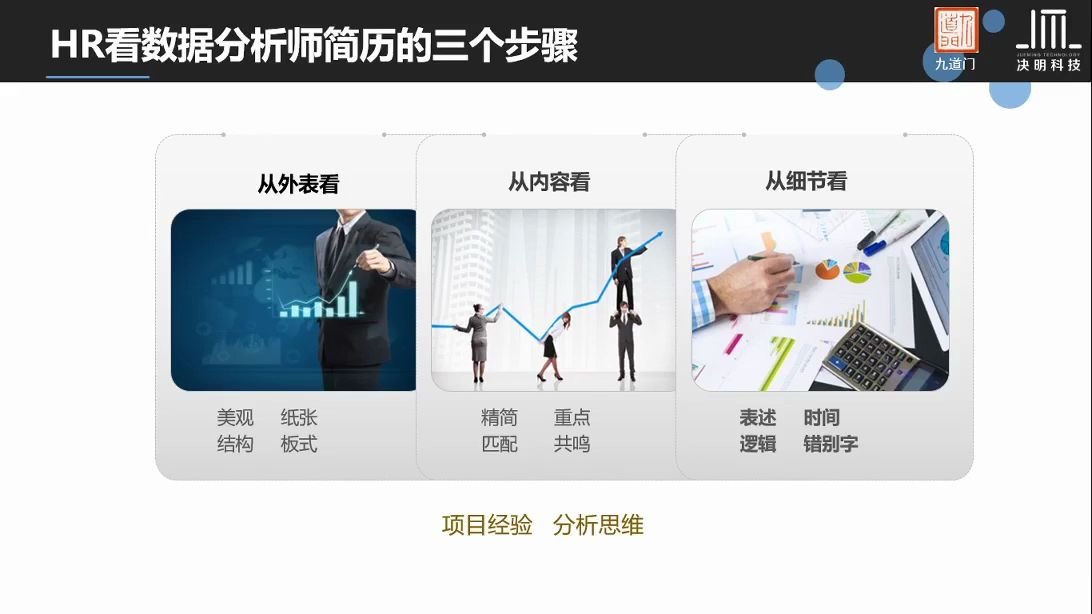 HR看数据分析师简历的三个步骤
九道门
JUEMING TECHNOLOGY
决明科技
从外表看
从内容看
从细节看
美观 纸张
结构 板式
精简 重点
匹配 共鸣
表述 时间
逻辑 错别字
项目经验 分析思维